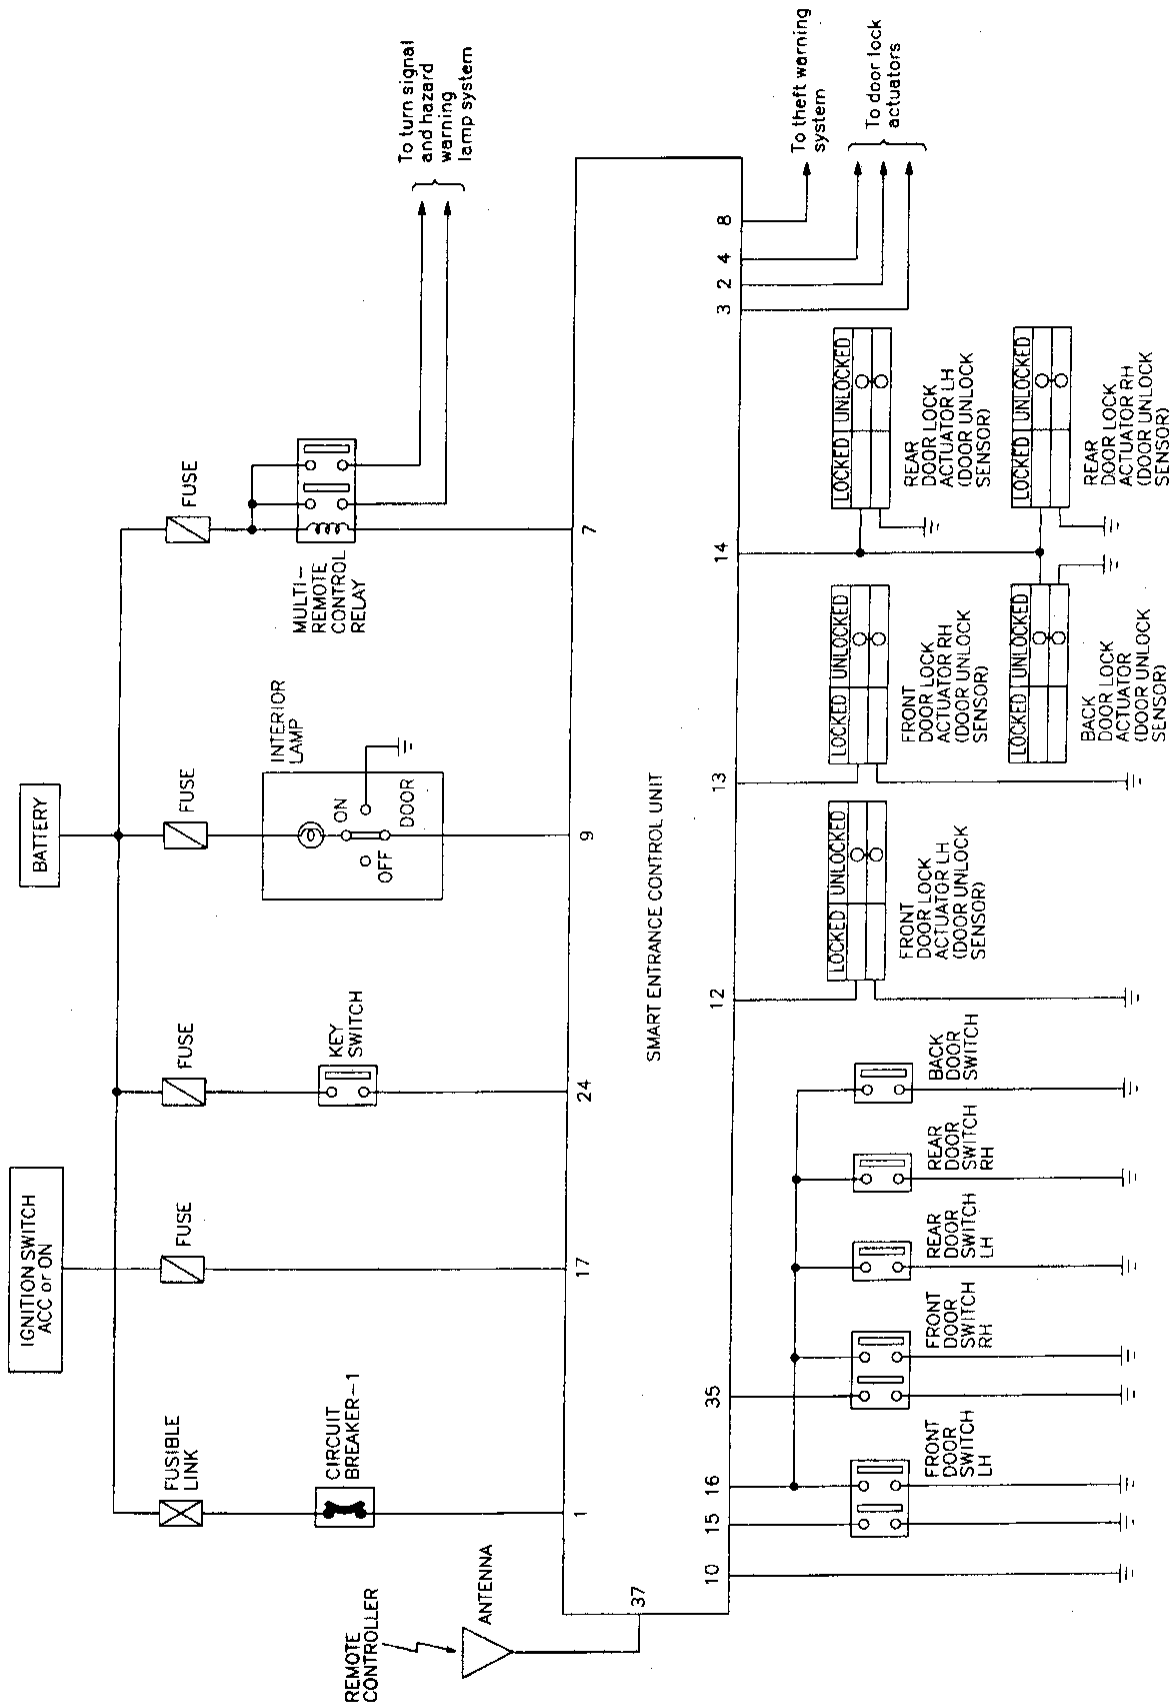 BATTERY
IGNITION SWITCH
ACC or ON
FUSIBLE
LINK
FUSE
FUSE
FUSE
FUSE
CIRCUIT
BREAKER-1
KEY
SWITCH
INTERIOR
LAMP
ON
OFF
DOOR
MULTI-
REMOTE
CONTROL
RELAY
To turn signal
and hazard
warning
lamp system
REMOTE
CONTROLLER
ANTENNA
1
17
24
9
7
37
SMART ENTRANCE CONTROL UNIT
10
15
16
35
12
13
14
3
2
4
8
To theft warning
system
To door lock
actuators
FRONT
DOOR
SWITCH
LH
FRONT
DOOR
SWITCH
RH
REAR
DOOR
SWITCH
LH
REAR
DOOR
SWITCH
RH
BACK
DOOR
SWITCH
LOCKED UNLOCKED
FRONT
DOOR LOCK
ACTUATOR LH
(DOOR UNLOCK
SENSOR)
LOCKED UNLOCKED
FRONT
DOOR LOCK
ACTUATOR RH
(DOOR UNLOCK
SENSOR)
LOCKED UNLOCKED
REAR
DOOR LOCK
ACTUATOR LH
(DOOR UNLOCK
SENSOR)
LOCKED UNLOCKED
BACK
DOOR LOCK
ACTUATOR
(DOOR UNLOCK
SENSOR)
LOCKED UNLOCKED
REAR
DOOR LOCK
ACTUATOR RH
(DOOR UNLOCK
SENSOR)